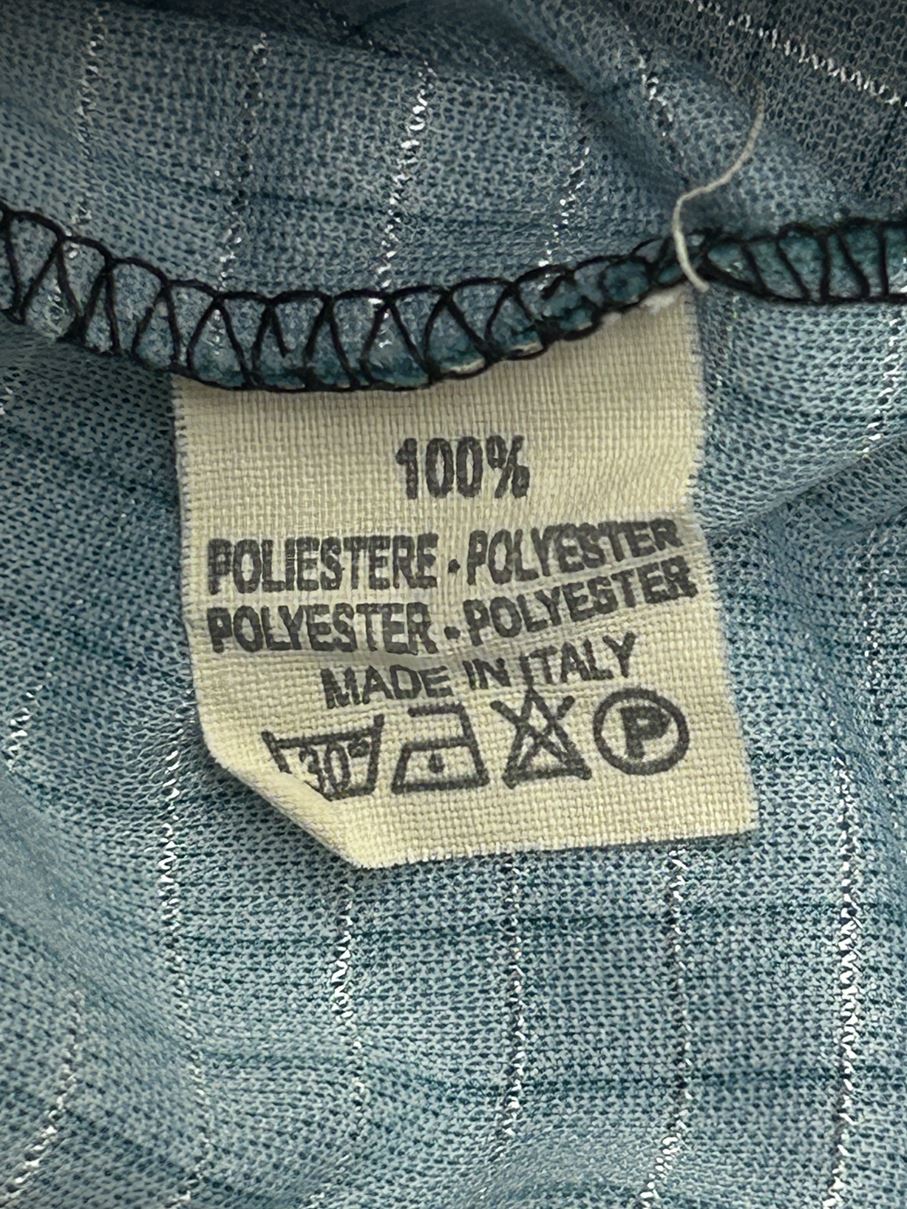 100%
POLIESTERE • POLYESTER
POLYESTER • POLYESTER
MADE IN ITALY
30° P